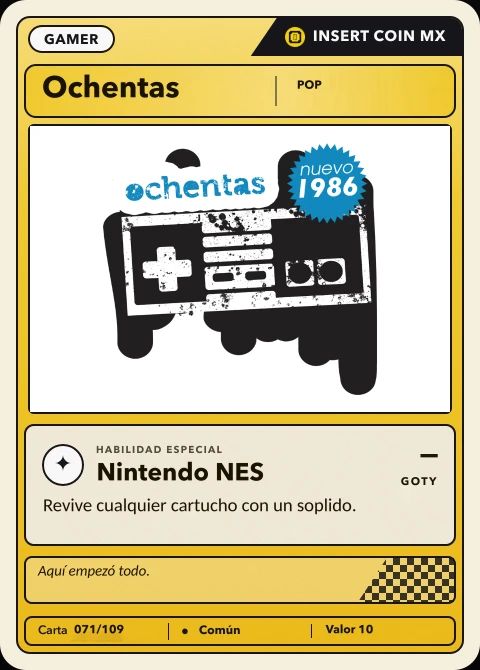 GAMER
INSERT COIN MX
Ochentas
POP
ochentas
nuevo
1986
HABILIDAD ESPECIAL
Nintendo NES
—
GOTY
Revive cualquier cartucho con un soplido.
Aquí empezó todo.
Carta 071/109
• Común
Valor 10